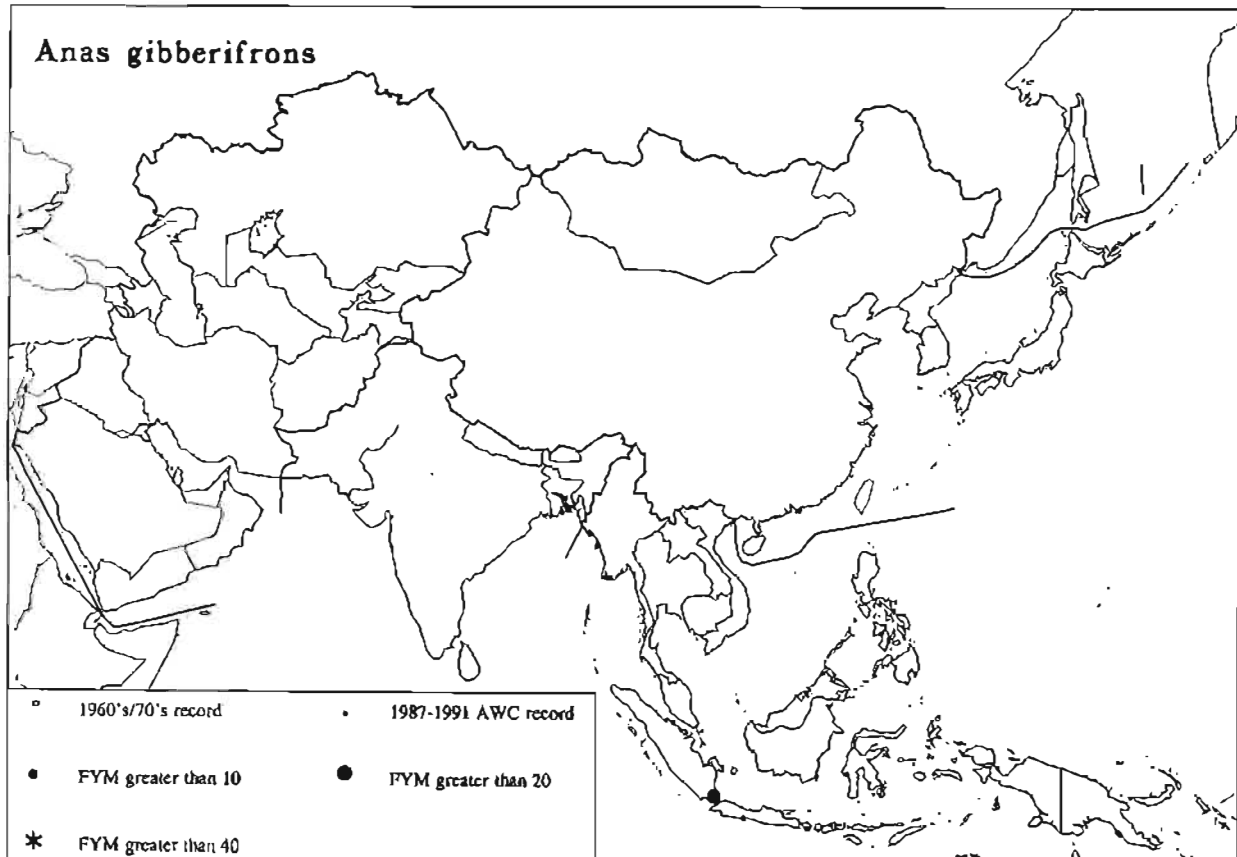 Anas gibberifrons
1960's/70's record
1987-1991 AWC record
FYM greater than 10
FYM greater than 20
FYM greater than 40